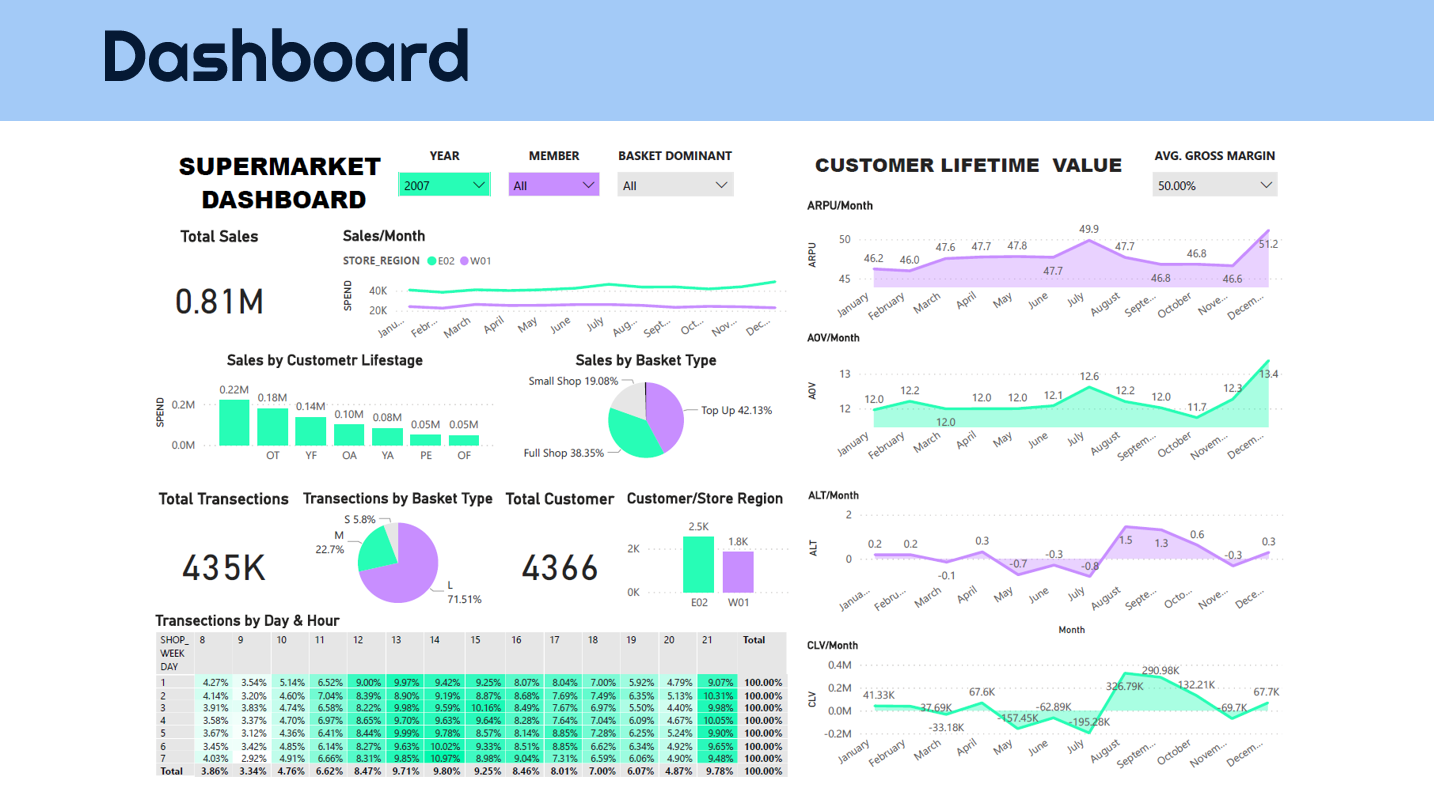 Dashboard
SUPERMARKET
DASHBOARD
YEAR
2007
MEMBER
All
BASKET DOMINANT
All
Total Sales
0.81M
Sales/Month
STORE_REGION E02 W01
SPEND
40K
20K
Janu... Febr... March April May June July Aug... Sept... Oct... Nov... Dec...
Sales by Custometr Lifestage
SPEND
0.2M
0.0M
0.22M 0.18M 0.14M 0.10M 0.08M 0.05M 0.05M
OT YF OA YA PE OF
Sales by Basket Type
Small Shop 19.08%
Top Up 42.13%
Full Shop 38.35%
Total Transections
435K
Transections by Basket Type
S 5.8%
M
22.7%
L
71.51%
Total Customer
4366
Customer/Store Region
2K
0K
2.5K 1.8K
E02 W01
Transections by Day & Hour
SHOP_
WEEK
DAY
8 9 10 11 12 13 14 15 16 17 18 19 20 21 Total
1 4.27% 3.54% 5.14% 6.52% 9.00% 9.97% 9.42% 9.25% 8.07% 8.04% 7.00% 5.92% 4.79% 9.07% 100.00%
2 4.14% 3.20% 4.60% 7.04% 8.39% 8.90% 9.19% 8.87% 8.68% 7.69% 7.49% 6.35% 5.13% 10.31% 100.00%
3 3.91% 3.83% 4.74% 6.58% 8.22% 9.98% 9.59% 10.16% 8.49% 7.67% 6.97% 5.50% 4.40% 9.98% 100.00%
4 3.58% 3.37% 4.70% 6.97% 8.65% 9.70% 9.63% 9.64% 8.28% 7.64% 7.04% 6.09% 4.67% 10.05% 100.00%
5 3.67% 3.12% 4.36% 6.41% 8.44% 9.99% 9.78% 8.57% 8.14% 8.85% 7.28% 6.25% 5.24% 9.90% 100.00%
6 3.45% 3.42% 4.85% 6.14% 8.27% 9.63% 10.02% 9.33% 9.51% 8.85% 6.62% 6.34% 4.92% 9.65% 100.00%
7 4.03% 2.92% 4.91% 6.66% 8.31% 9.85% 10.97% 8.98% 9.04% 7.31% 6.59% 6.06% 4.90% 9.48% 100.00%
Total 3.86% 3.34% 4.76% 6.62% 8.47% 9.71% 9.80% 9.25% 8.46% 8.01% 7.00% 6.07% 4.87% 9.78% 100.00%
CUSTOMER LIFETIME VALUE
AVG. GROSS MARGIN
50.00%
ARPU/Month
ARPU
50
45
46.2 46.0 47.6 47.7 47.8 47.7 49.9 47.7 46.8 46.8 46.6 51.2
January February March April May June July August Septe... October Nove... Decem...
AOV/Month
AOV
13
12
12.0 12.2 12.0 12.0 12.0 12.1 12.6 12.2 12.0 11.7 12.3 13.4
January February March April May June July August Septem... October Novem... Decem...
ALT/Month
ALT
2
0
0.2 0.2 -0.1 0.3 -0.7 -0.3 -0.8 1.5 1.3 0.6 -0.3 0.3
Janua... Febru... March April May June July August Septe... Octo... Nove... Dece...
Month
CLV/Month
CLV
0.4M
0.2M
0.0M
-0.2M
41.33K 37.69K -33.18K 67.6K -157.45K -62.89K -195.28K 326.79K 290.98K 132.21K -69.7K 67.7K
January February March April May June July August Septe... October Nove... Decem...